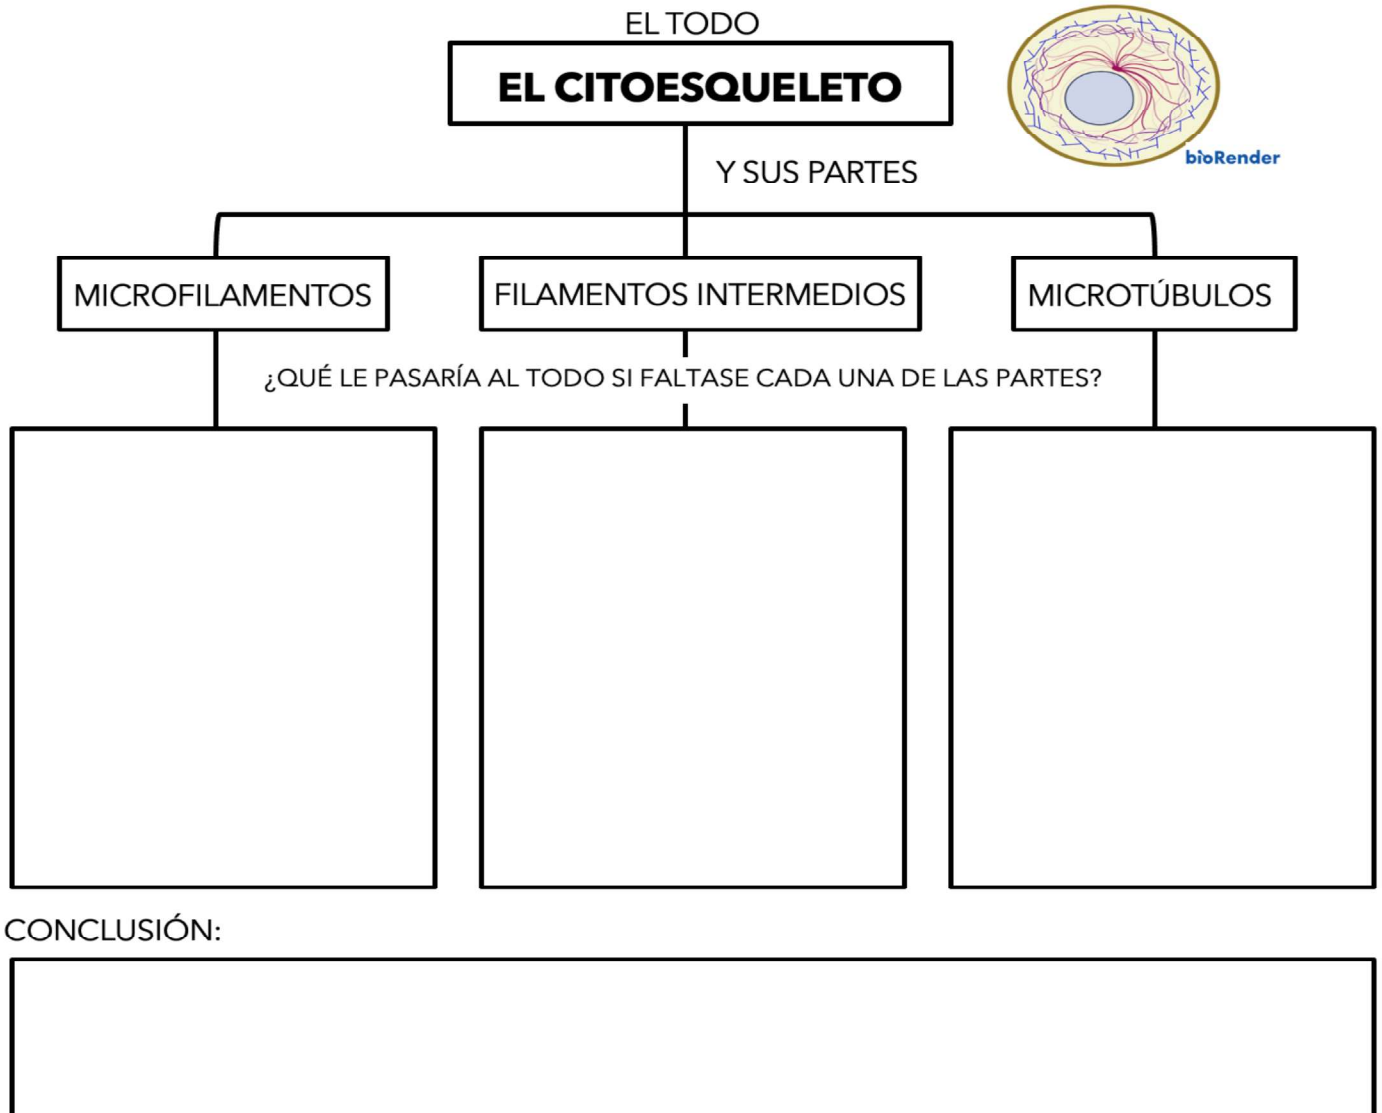 EL TODO
EL CITOESQUELETO
bioRender
Y SUS PARTES
MICROFILAMENTOS
FILAMENTOS INTERMEDIOS
MICROTÚBULOS
¿QUÉ LE PASARÍA AL TODO SI FALTASE CADA UNA DE LAS PARTES?
CONCLUSIÓN: